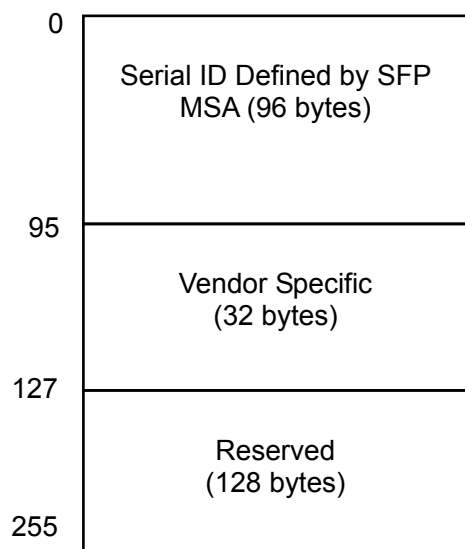 0
Serial ID Defined by SFP
MSA (96 bytes)
95
Vendor Specific
(32 bytes)
127
Reserved
(128 bytes)
255